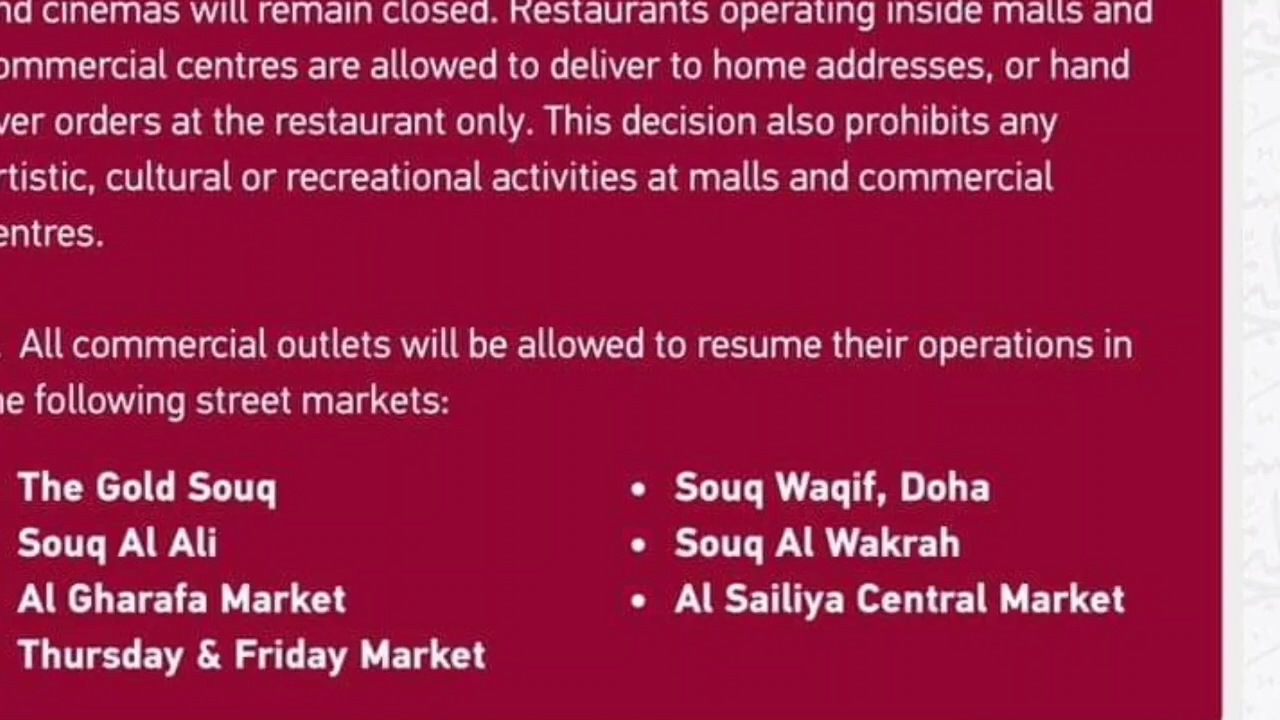 nd cinemas will remain closed. Restaurants operating inside malls and
ommercial centres are allowed to deliver to home addresses, or hand
ver orders at the restaurant only. This decision also prohibits any
rtistic, cultural or recreational activities at malls and commercial
entres.
. All commercial outlets will be allowed to resume their operations in
he following street markets:
The Gold Souq
Souq Al Ali
Al Gharafa Market
Thursday & Friday Market
• Souq Waqif, Doha
• Souq Al Wakrah
• Al Sailiya Central Market